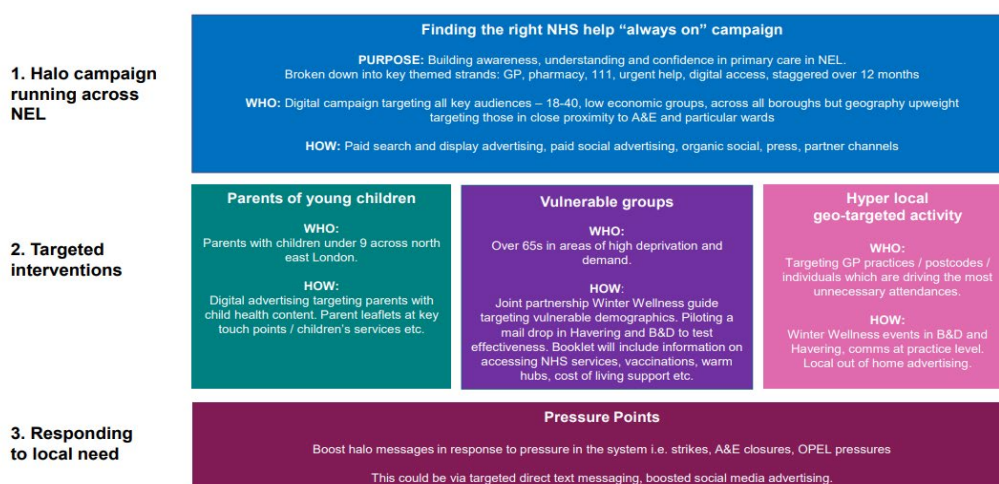 1. Halo campaign
running across
NEL
Finding the right NHS help “always on” campaign
PURPOSE: Building awareness, understanding and confidence in primary care in NEL.
Broken down into key themed strands: GP, pharmacy, 111, urgent help, digital access, staggered over 12 months
WHO: Digital campaign targeting all key audiences – 18-40, low economic groups, across all boroughs but geography upweight
targeting those in close proximity to A&E and particular wards
HOW: Paid search and display advertising, paid social advertising, organic social, press, partner channels
2. Targeted
interventions
Parents of young children
WHO:
Parents with children under 9 across north
east London.
HOW:
Digital advertising targeting parents with
child health content. Parent leaflets at key
touch points / children’s services etc.
Vulnerable groups
WHO:
Over 65s in areas of high deprivation and
demand.
HOW:
Joint partnership Winter Wellness guide
targeting vulnerable demographics. Piloting a
mail drop in Havering and B&D to test
effectiveness. Booklet will include information on
accessing NHS services, vaccinations, warm
hubs, cost of living support etc.
Hyper local
geo-targeted activity
WHO:
Targeting GP practices / postcodes /
individuals which are driving the most
unnecessary attendances.
HOW:
Winter Wellness events in B&D and
Havering, comms at practice level.
Local out of home advertising.
3. Responding
to local need
Pressure Points
Boost halo messages in response to pressure in the system i.e. strikes, A&E closures, OPEL pressures
This could be via targeted direct text messaging, boosted social media advertising.